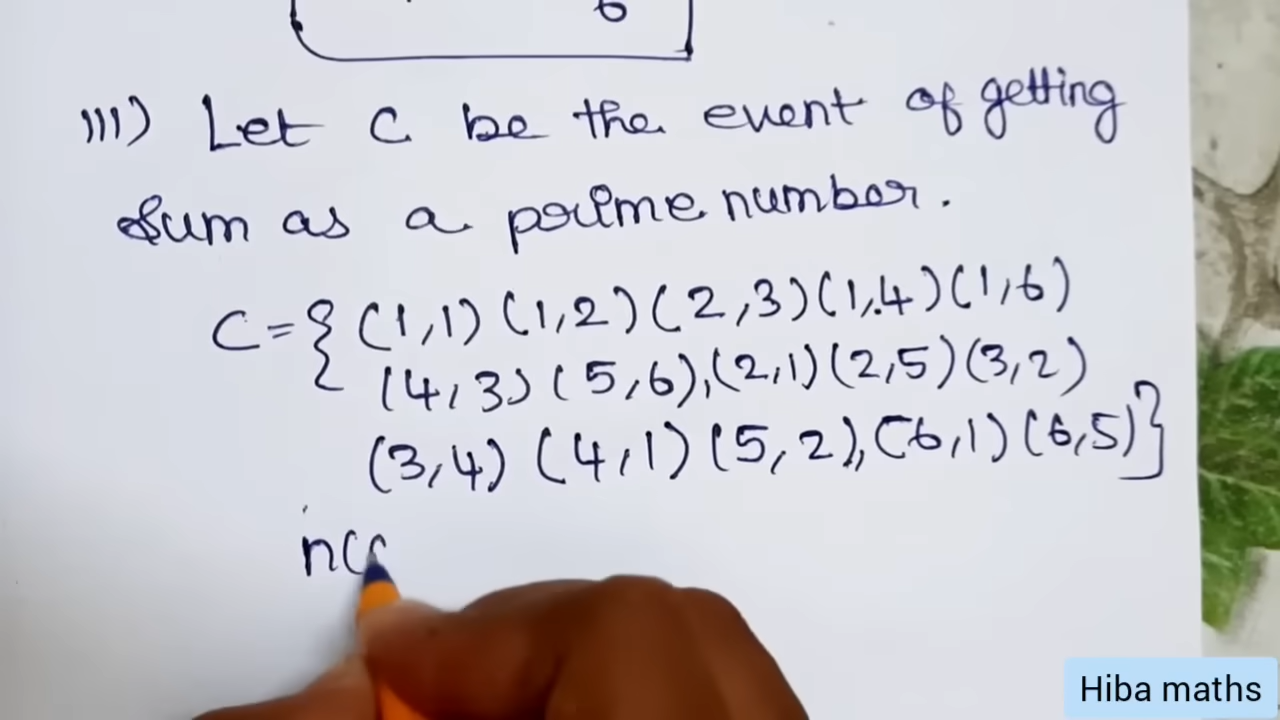 6
111) Let C be the event of getting
Sum as a prime number.
C = { (1,1) (1,2) (2,3) (1,4) (1,6)
(4,3) (5,6), (2,1) (2,5) (3,2)
(3,4) (4,1) (5,2), (6,1) (6,5) }
n(C
Hiba maths